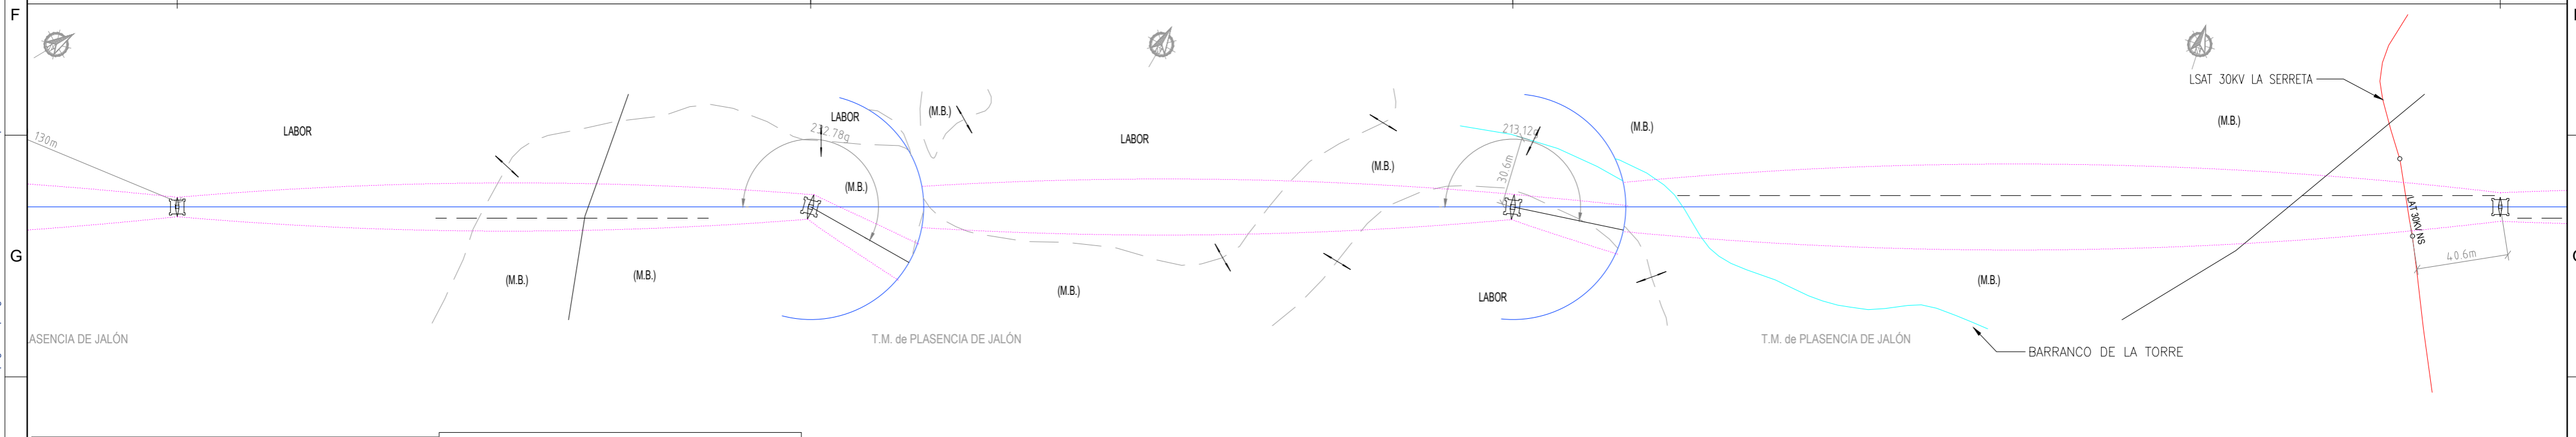 F
LSAT 30KV LA SERRETA
(M.B.)
LABOR
(M.B.)
(M.B.)
LABOR
232.78g
LABOR
213.12g
130m
(M.B.)
30.6m
(M.B.)
LAT 30KV NS
G
40.6m
(M.B.)
(M.B.)
(M.B.)
(M.B.)
LABOR
ASENCIA DE JALÓN
T.M. de PLASENCIA DE JALÓN
T.M. de PLASENCIA DE JALÓN
BARRANCO DE LA TORRE